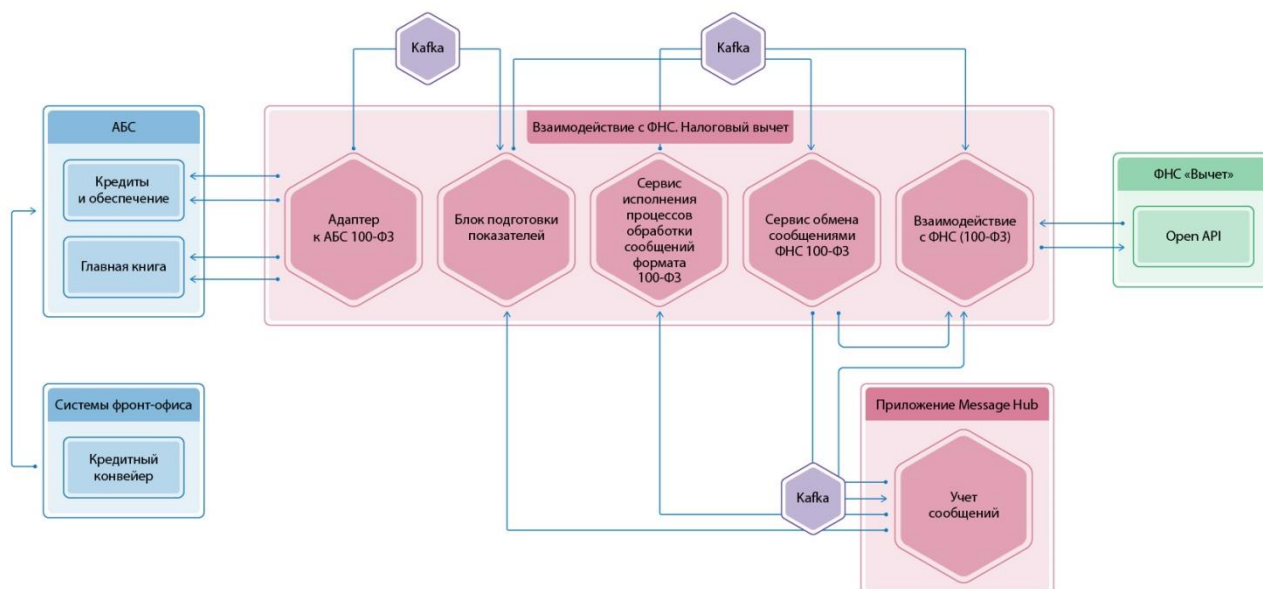 Kafka
Kafka
АБС
Взаимодействие с ФНС. Налоговый вычет
Кредиты
и обеспечение
Главная книга
Адаптер
к АБС 100-ФЗ
Блок подготовки
показателей
Сервис
исполнения
процессов
обработки
сообщений
формата
100-ФЗ
Сервис обмена
сообщениями
ФНС 100-ФЗ
Взаимодействие
с ФНС (100-ФЗ)
ФНС «Вычет»
Open API
Системы фронт-офиса
Кредитный
конвейер
Приложение Message Hub
Kafka
Учет
сообщений